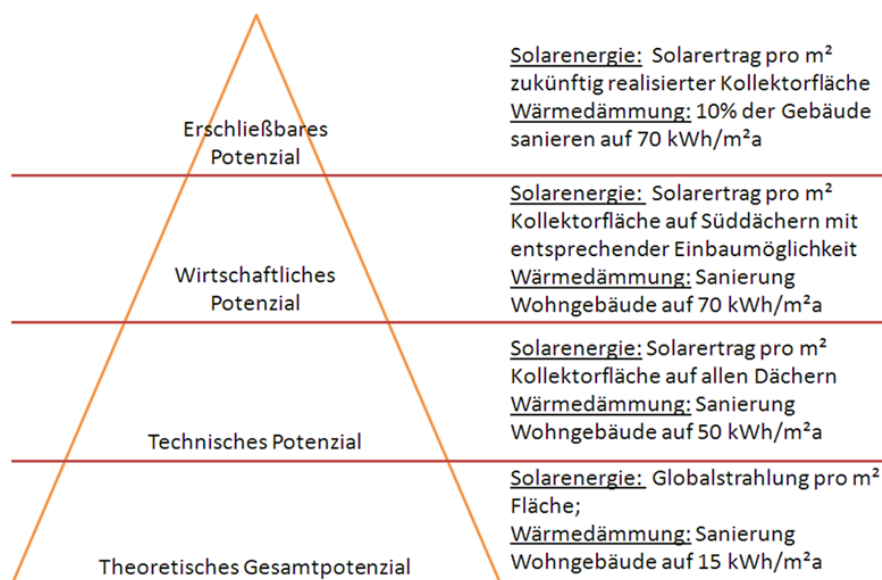 Solarenergie: Solarertrag pro m²
zukünftig realisierter Kollektorfläche
Wärmedämmung: 10% der Gebäude
sanieren auf 70 kWh/m²a
Erschließbares
Potenzial
Solarenergie: Solarertrag pro m²
Kollektorfläche auf Süddächern mit
entsprechender Einbaumöglichkeit
Wärmedämmung: Sanierung
Wohngebäude auf 70 kWh/m²a
Wirtschaftliches
Potenzial
Solarenergie: Solarertrag pro m²
Kollektorfläche auf allen Dächern
Wärmedämmung: Sanierung
Wohngebäude auf 50 kWh/m²a
Technisches Potenzial
Solarenergie: Globalstrahlung pro m²
Fläche;
Wärmedämmung: Sanierung
Wohngebäude auf 15 kWh/m²a
Theoretisches Gesamtpotenzial